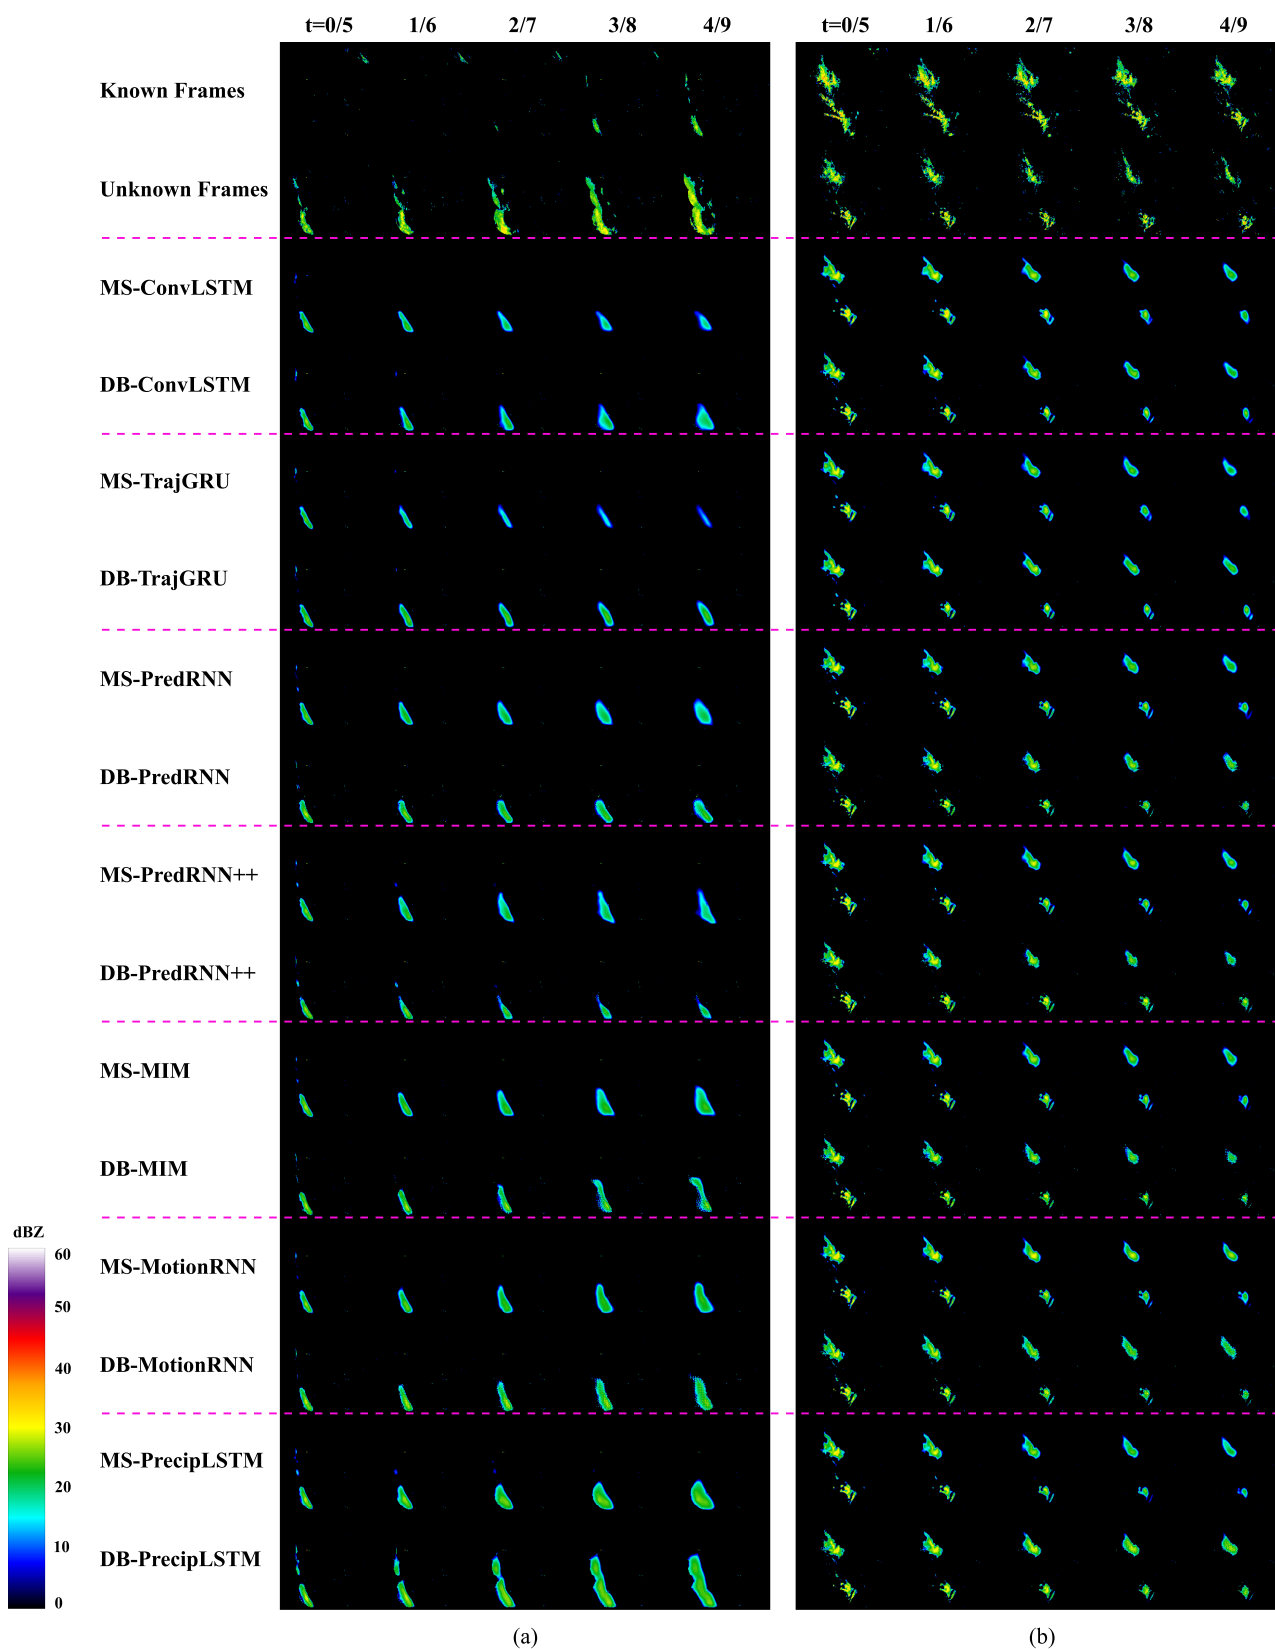 t=0/5 1/6 2/7 3/8 4/9 t=0/5 1/6 2/7 3/8 4/9
Known Frames
Unknown Frames
MS-ConvLSTM
DB-ConvLSTM
MS-TrajGRU
DB-TrajGRU
MS-PredRNN
DB-PredRNN
MS-PredRNN++
DB-PredRNN++
MS-MIM
DB-MIM
MS-MotionRNN
DB-MotionRNN
MS-PrecipLSTM
DB-PrecipLSTM
dBZ
60
50
40
30
20
10
0
(a) (b)